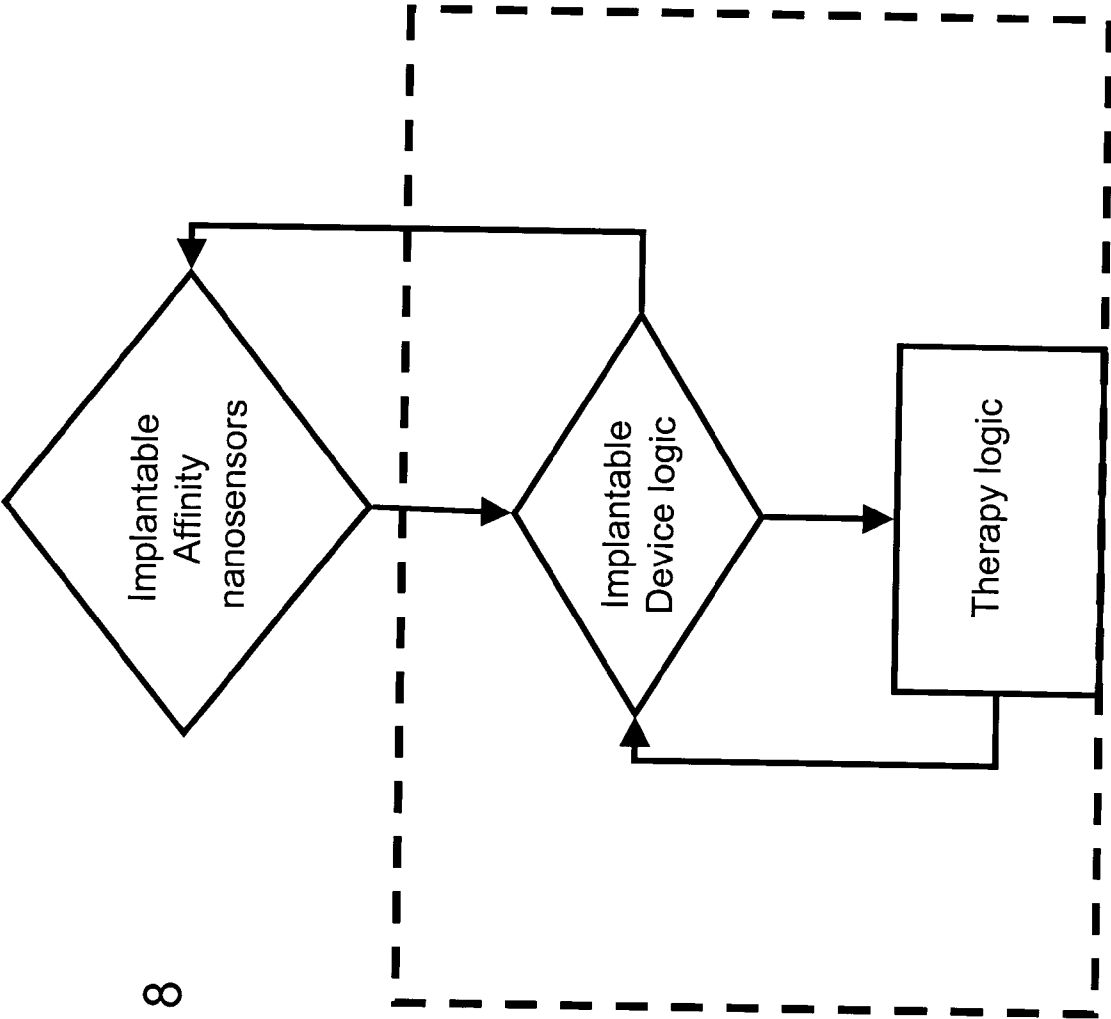 8
Implantable
Affinity
nanosensors
Implantable
Device logic
Therapy logic